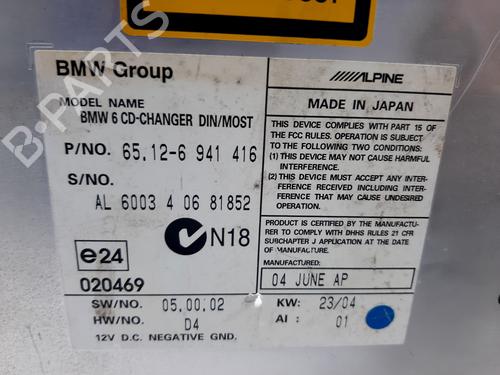 BMW Group
ALPINE
MODEL NAME
BMW 6 CD-CHANGER DIN/MOST
P/NO. 65.12-6 941 416
S/NO.
AL 6003 4 06 81852
e24
020469
N18
SW/NO. 05.00.02
HW/NO. D4
12V D.C. NEGATIVE GND.
MADE IN JAPAN
THIS DEVICE COMPLIES WITH PART 15 OF
THE FCC RULES. OPERATION IS SUBJECT
TO THE FOLLOWING TWO CONDITIONS:
(1) THIS DEVICE MAY NOT CAUSE HARMFUL
INTERFERENCE, AND
(2) THIS DEVICE MUST ACCEPT ANY INTER-
FERENCE RECEIVED INCLUDING INTER-
FERENCE THAT MAY CAUSE UNDESIRED
OPERATION.
PRODUCT IS CERTIFIED BY THE MANUFACTU-
RER TO COMPLY WITH DHHS RULES 21 CFR
SUBCHAPTER J APPLICATION AT THE DATE
OF MANUFACTURE.
04 JUNE AP
KW: 23/04
AI: 01
B-PARTS